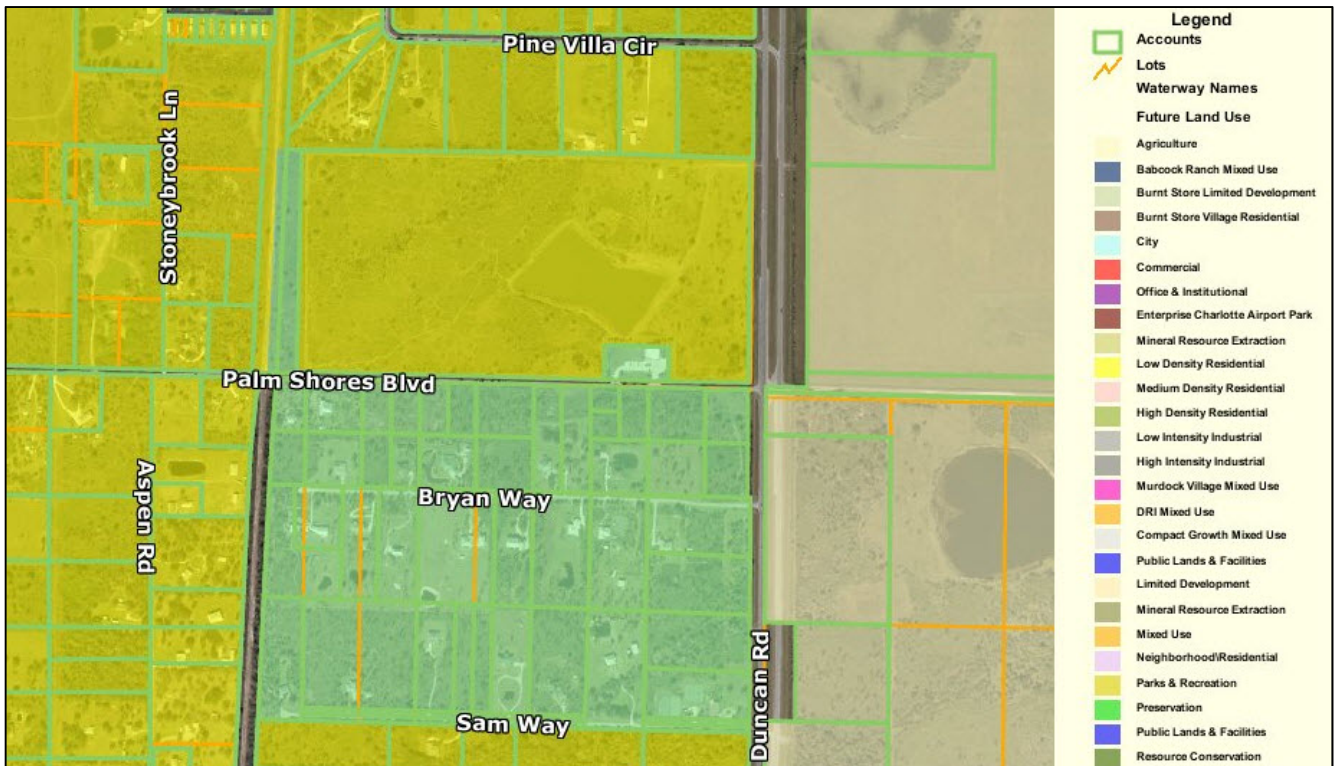 Pine Villa Cir
Stoneybrook Ln
Palm Shores Blvd
Aspen Rd
Bryan Way
Sam Way
Duncan Rd
Legend
Accounts
Lots
Waterway Names
Future Land Use
Agriculture
Babcock Ranch Mixed Use
Burnt Store Limited Development
Burnt Store Village Residential
City
Commercial
Office & Institutional
Enterprise Charlotte Airport Park
Mineral Resource Extraction
Low Density Residential
Medium Density Residential
High Density Residential
Low Intensity Industrial
High Intensity Industrial
Murdock Village Mixed Use
DRI Mixed Use
Compact Growth Mixed Use
Public Lands & Facilities
Limited Development
Mineral Resource Extraction
Mixed Use
Neighborhood\Residential
Parks & Recreation
Preservation
Public Lands & Facilities
Resource Conservation